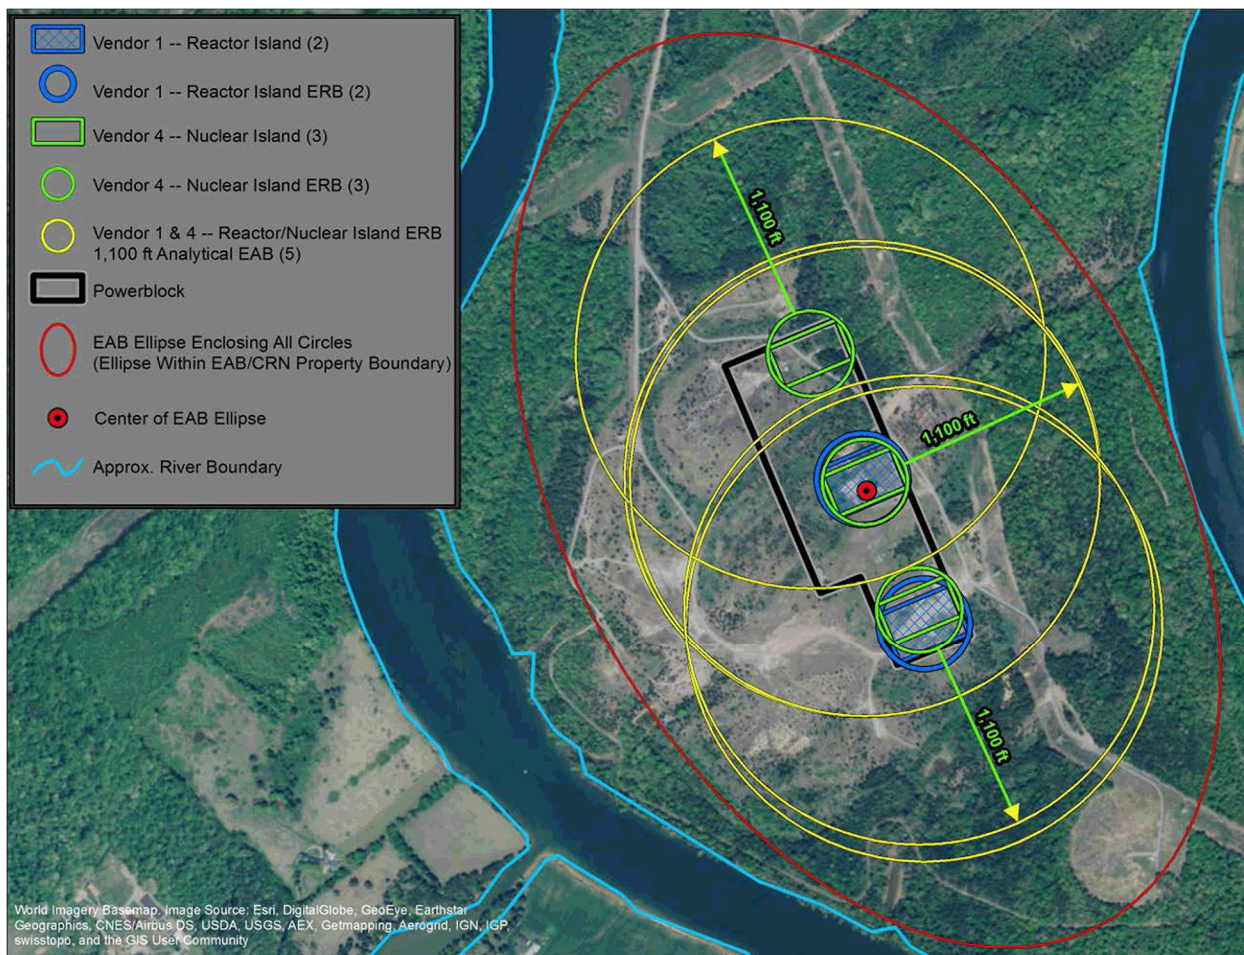 Vendor 1 -- Reactor Island (2)
Vendor 1 -- Reactor Island ERB (2)
Vendor 4 -- Nuclear Island (3)
Vendor 4 -- Nuclear Island ERB (3)
Vendor 1 & 4 -- Reactor/Nuclear Island ERB
1,100 ft Analytical EAB (5)
Powerblock
EAB Ellipse Enclosing All Circles
(Ellipse Within EAB/CRN Property Boundary)
Center of EAB Ellipse
Approx. River Boundary
1,100 ft
1,100 ft
1,100 ft
World Imagery Basemap, Image Source: Esri, DigitalGlobe, GeoEye, Earthstar
Geographics, CNES/Airbus DS, USDA, USGS, AEX, Getmapping, Aerogrid, IGN, IGP,
swisstopo, and the GIS User Community